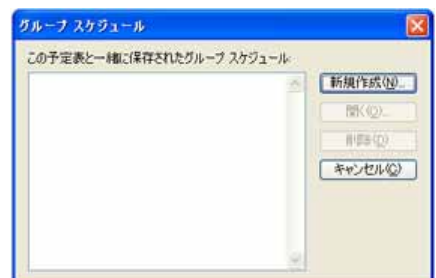 グループ スケジュール
この予定表と一緒に保存されたグループ スケジュール:
新規作成(N)...
開く(O)...
削除(D)
キャンセル(C)